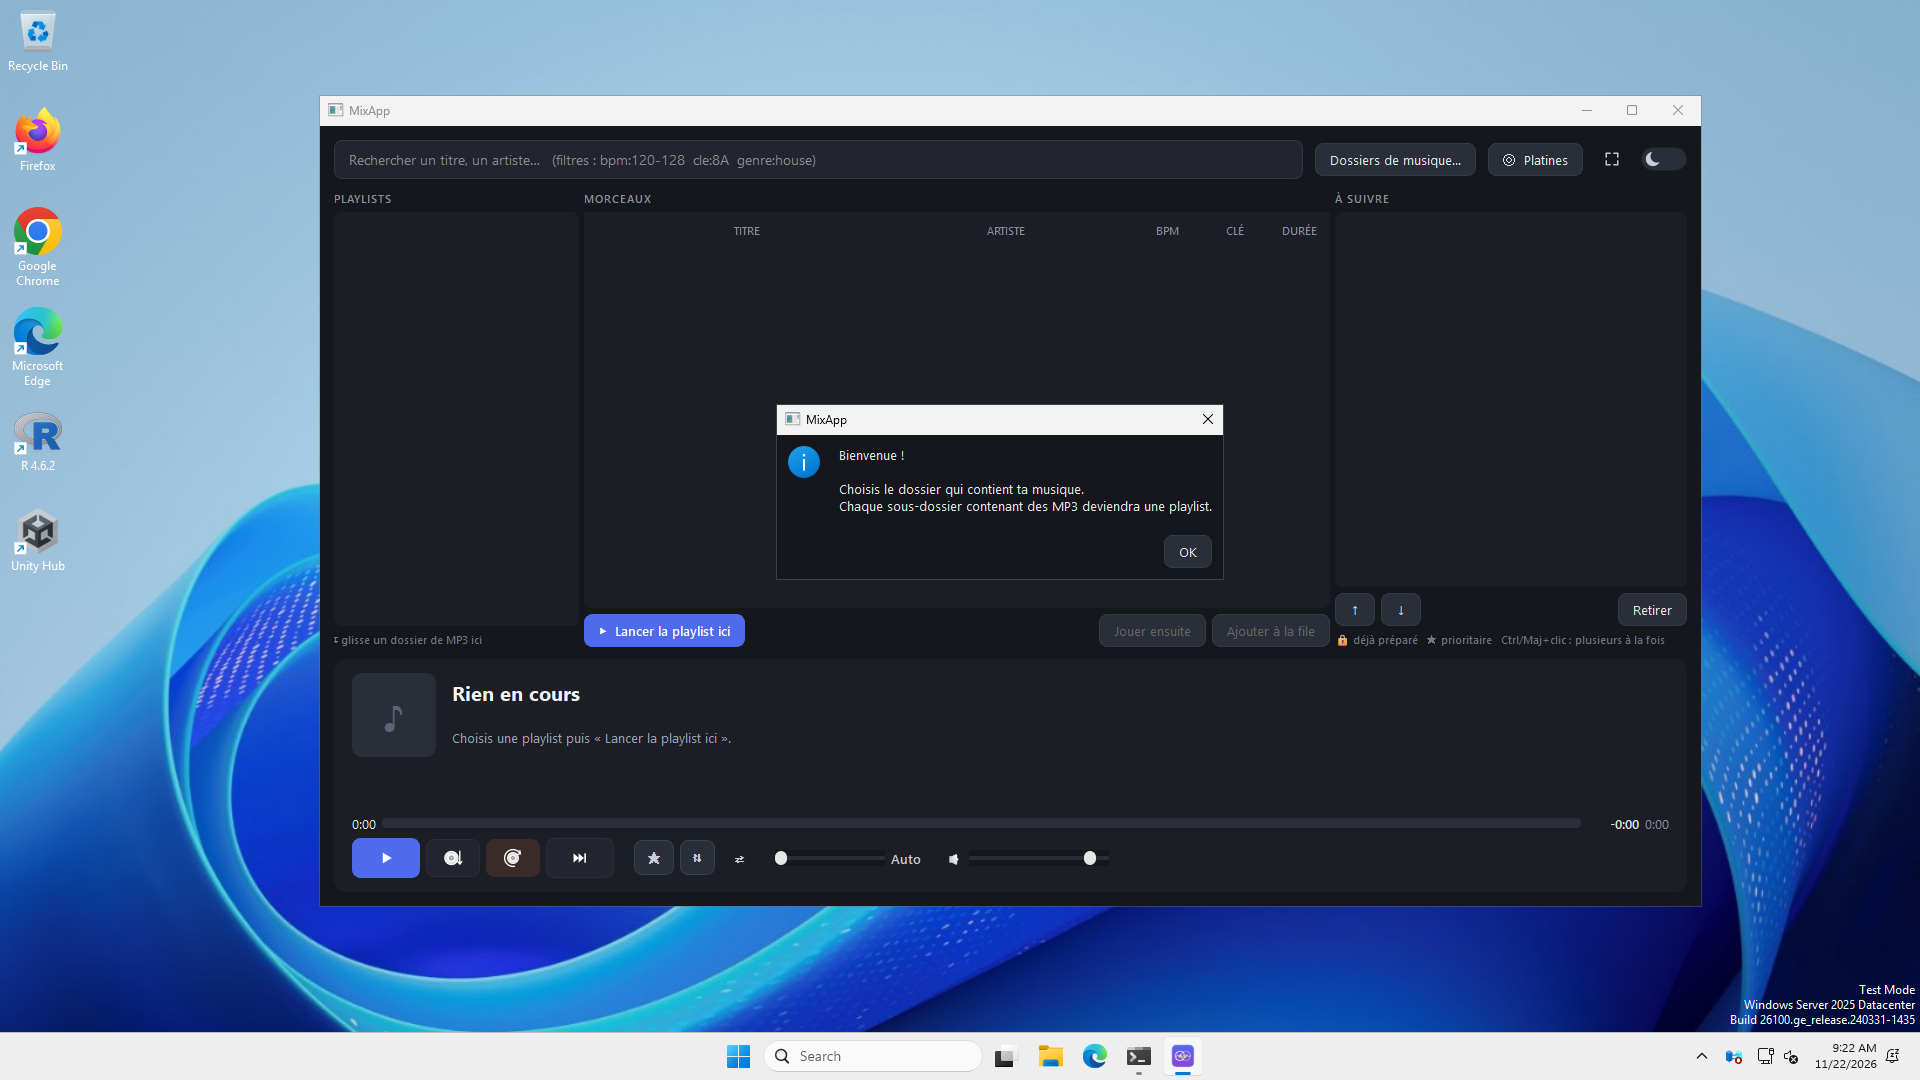 Recycle Bin
Firefox
Google
Chrome
Microsoft
Edge
R 4.6.2
Unity Hub
MixApp
Rechercher un titre, un artiste... (filtres : bpm:120-128 cle:8A genre:house)
Dossiers de musique...
Platines
PLAYLISTS
MORCEAUX
À SUIVRE
TITRE
ARTISTE
BPM
CLÉ
DURÉE
MixApp
Bienvenue !
Choisis le dossier qui contient ta musique.
Chaque sous-dossier contenant des MP3 deviendra une playlist.
OK
Lancer la playlist ici
Jouer ensuite
Ajouter à la file
↑
↓
Retirer
glisse un dossier de MP3 ici
déjà préparé ★ prioritaire Ctrl/Maj+clic : plusieurs à la fois
Rien en cours
Choisis une playlist puis « Lancer la playlist ici ».
0:00
-0:00 0:00
Auto
Test Mode
Windows Server 2025 Datacenter
Build 26100.ge_release.240331-1435
Search
9:22 AM
11/22/2026